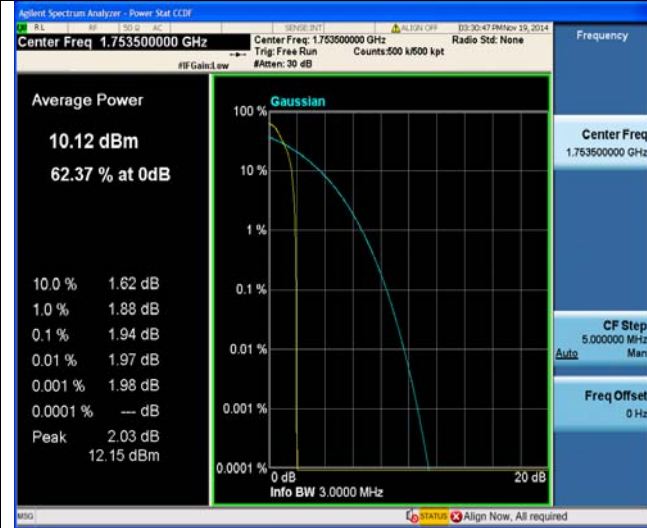 Agilent Spectrum Analyzer - Power Stat CCDF
RL RF 50 Ω AC SENSE:INT ALIGN OFF 03:30:47 PM Nov 19, 2014
Center Freq 1.753500000 GHz
Center Freq: 1.753500000 GHz Radio Std: None
Trig: Free Run Counts:500 k/500 kpt
#IFGain:Low #Atten: 30 dB
Frequency
Average Power
10.12 dBm
62.37 % at 0dB
10.0 % 1.62 dB
1.0 % 1.88 dB
0.1 % 1.94 dB
0.01 % 1.97 dB
0.001 % 1.98 dB
0.0001 % --- dB
Peak 2.03 dB
12.15 dBm
Gaussian
100 %
10 %
1 %
0.1 %
0.01 %
0.001 %
0.0001 %
0 dB 20 dB
Info BW 3.0000 MHz
Center Freq
1.753500000 GHz
CF Step
5.000000 MHz
Auto Man
Freq Offset
0 Hz
MSG STATUS Align Now, All required